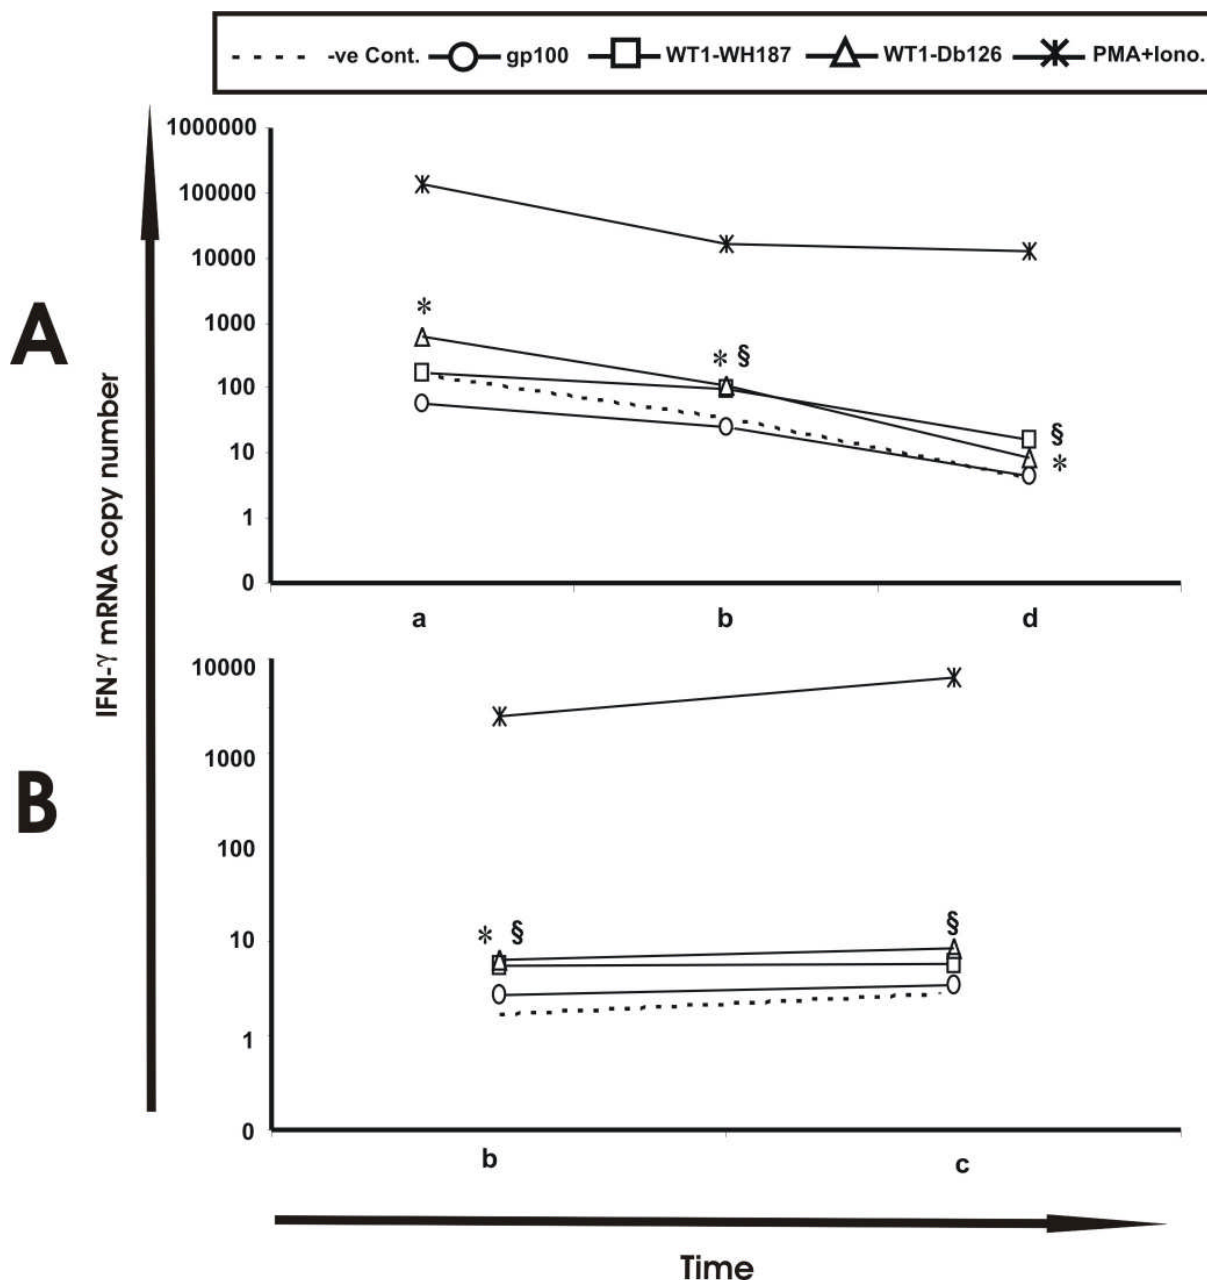 -ve Cont. gp100 WT1-WH187 WT1-Db126 PMA+Iono.
A
IFN-γ mRNA copy number
1000000
100000
10000
1000
100
10
1
0
*
* §
§
*
a b d
B
10000
1000
100
10
1
0
* §
§
b c
Time